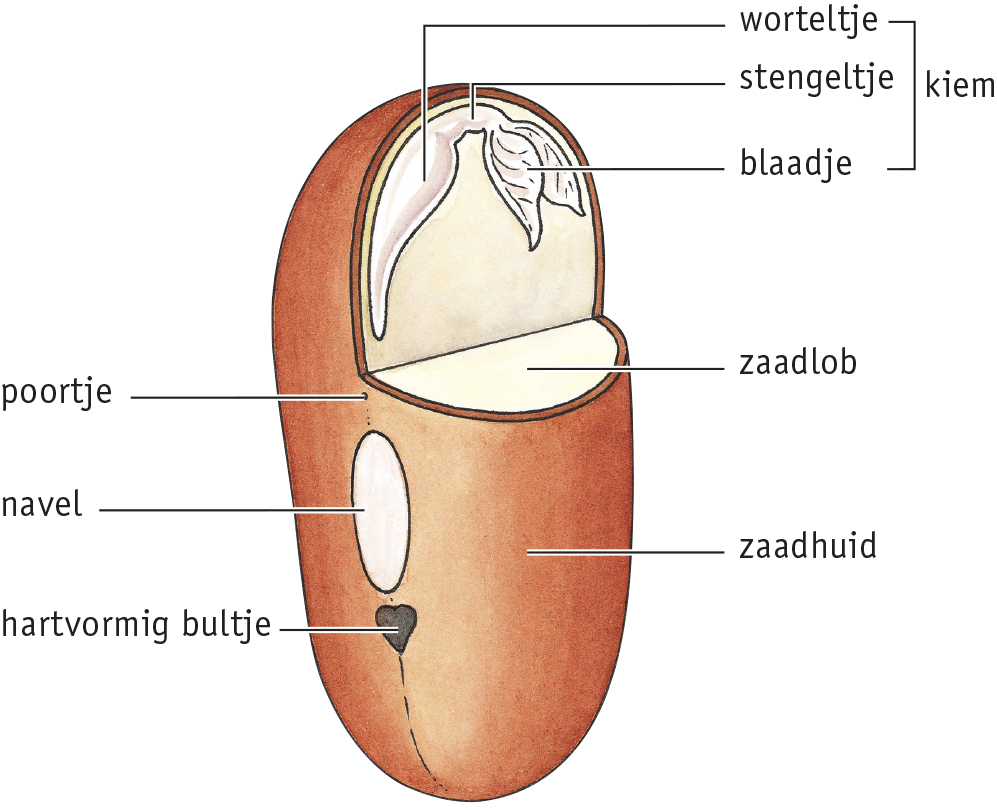 worteltje
stengeltje
kiem
blaadje
zaadlob
poortje
navel
zaadhuid
hartvormig bultje